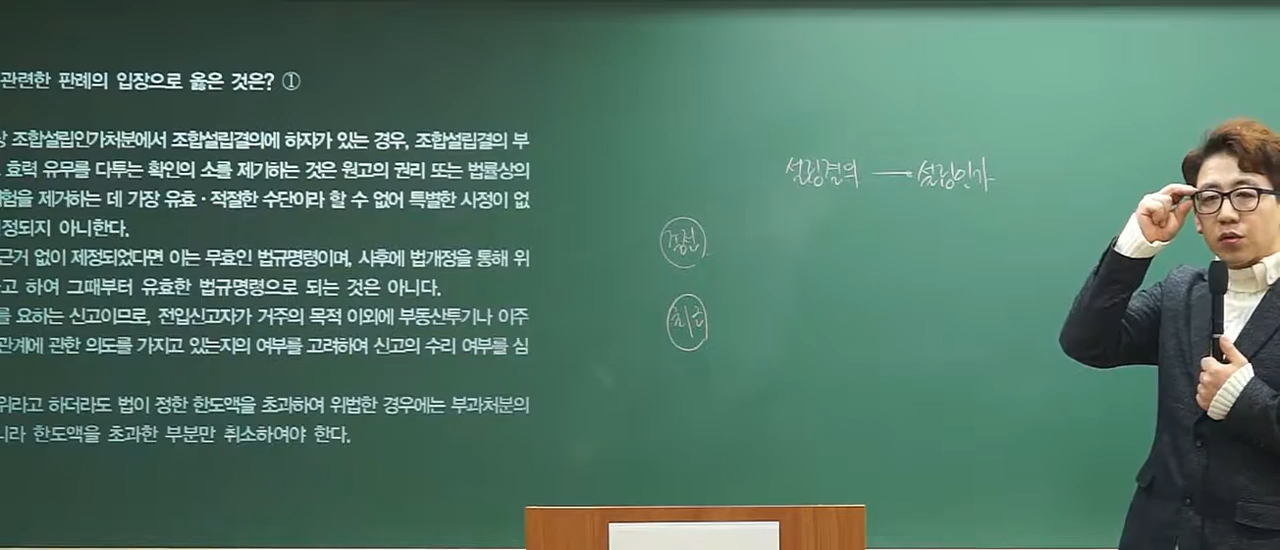 관련한 판례의 입장으로 옳은 것은? ①
상 조합설립인가처분에서 조합설립결의에 하자가 있는 경우, 조합설립결의 부
효력 유무를 다투는 확인의 소를 제기하는 것은 원고의 권리 또는 법률상의
험을 제거하는 데 가장 유효·적절한 수단이라 할 수 없어 특별한 사정이 없
정되지 아니한다.
근거 없이 제정되었다면 이는 무효인 법규명령이며, 사후에 법개정을 통해 위
고 하여 그때부터 유효한 법규명령으로 되는 것은 아니다.
를 요하는 신고이므로, 전입신고자가 거주의 목적 이외에 부동산투기나 이주
관계에 관한 의도를 가지고 있는지의 여부를 고려하여 신고의 수리 여부를 심
위라고 하더라도 법이 정한 한도액을 초과하여 위법한 경우에는 부과처분의
니라 한도액을 초과한 부분만 취소하여야 한다.
설립결의 → 설립인가